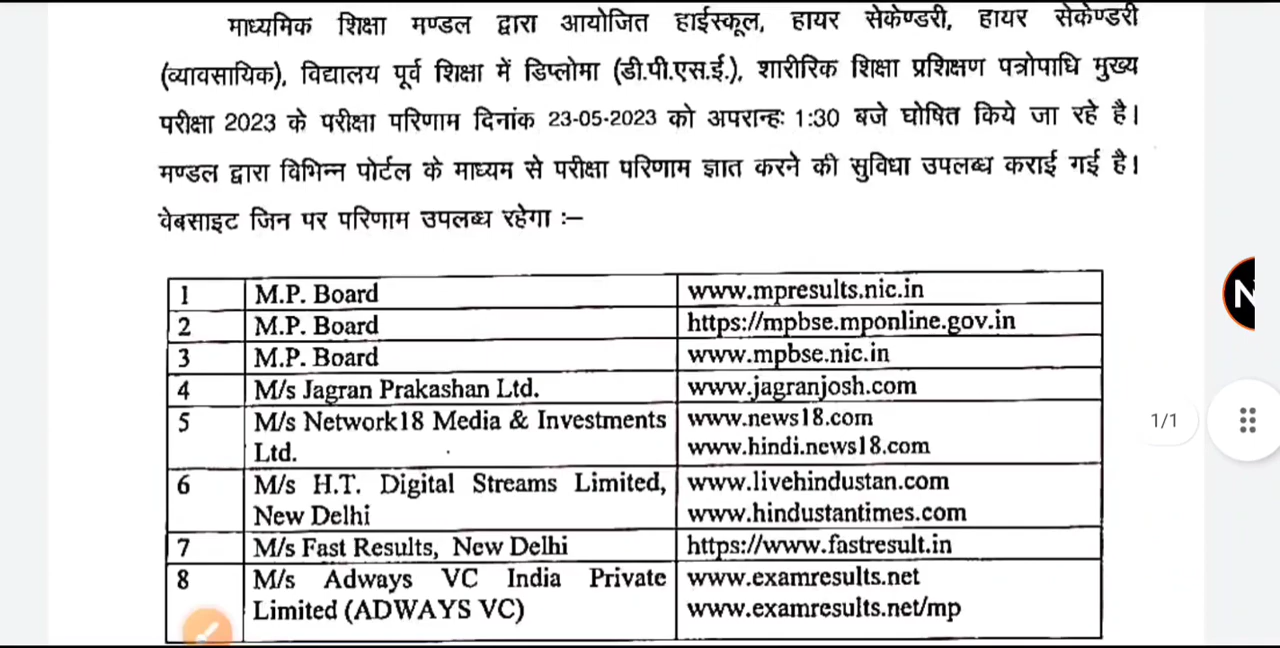 माध्यमिक शिक्षा मण्डल द्वारा आयोजित हाईस्कूल, हायर सेकेण्डरी, हायर सेकेण्डरी
(व्यावसायिक), विद्यालय पूर्व शिक्षा में डिप्लोमा (डी.पी.एस.ई.), शारीरिक शिक्षा प्रशिक्षण पत्रोपाधि मुख्य
परीक्षा 2023 के परीक्षा परिणाम दिनांक 23-05-2023 को अपरान्हः 1:30 बजे घोषित किये जा रहे है।
मण्डल द्वारा विभिन्न पोर्टल के माध्यम से परीक्षा परिणाम ज्ञात करने की सुविधा उपलब्ध कराई गई है।
वेबसाइट जिन पर परिणाम उपलब्ध रहेगा :–
1 M.P. Board www.mpresults.nic.in
2 M.P. Board https://mpbse.mponline.gov.in
3 M.P. Board www.mpbse.nic.in
4 M/s Jagran Prakashan Ltd. www.jagranjosh.com
5 M/s Network18 Media & Investments www.news18.com
Ltd. www.hindi.news18.com
6 M/s H.T. Digital Streams Limited, www.livehindustan.com
New Delhi www.hindustantimes.com
7 M/s Fast Results, New Delhi https://www.fastresult.in
8 M/s Adways VC India Private www.examresults.net
Limited (ADWAYS VC) www.examresults.net/mp
1/1
N